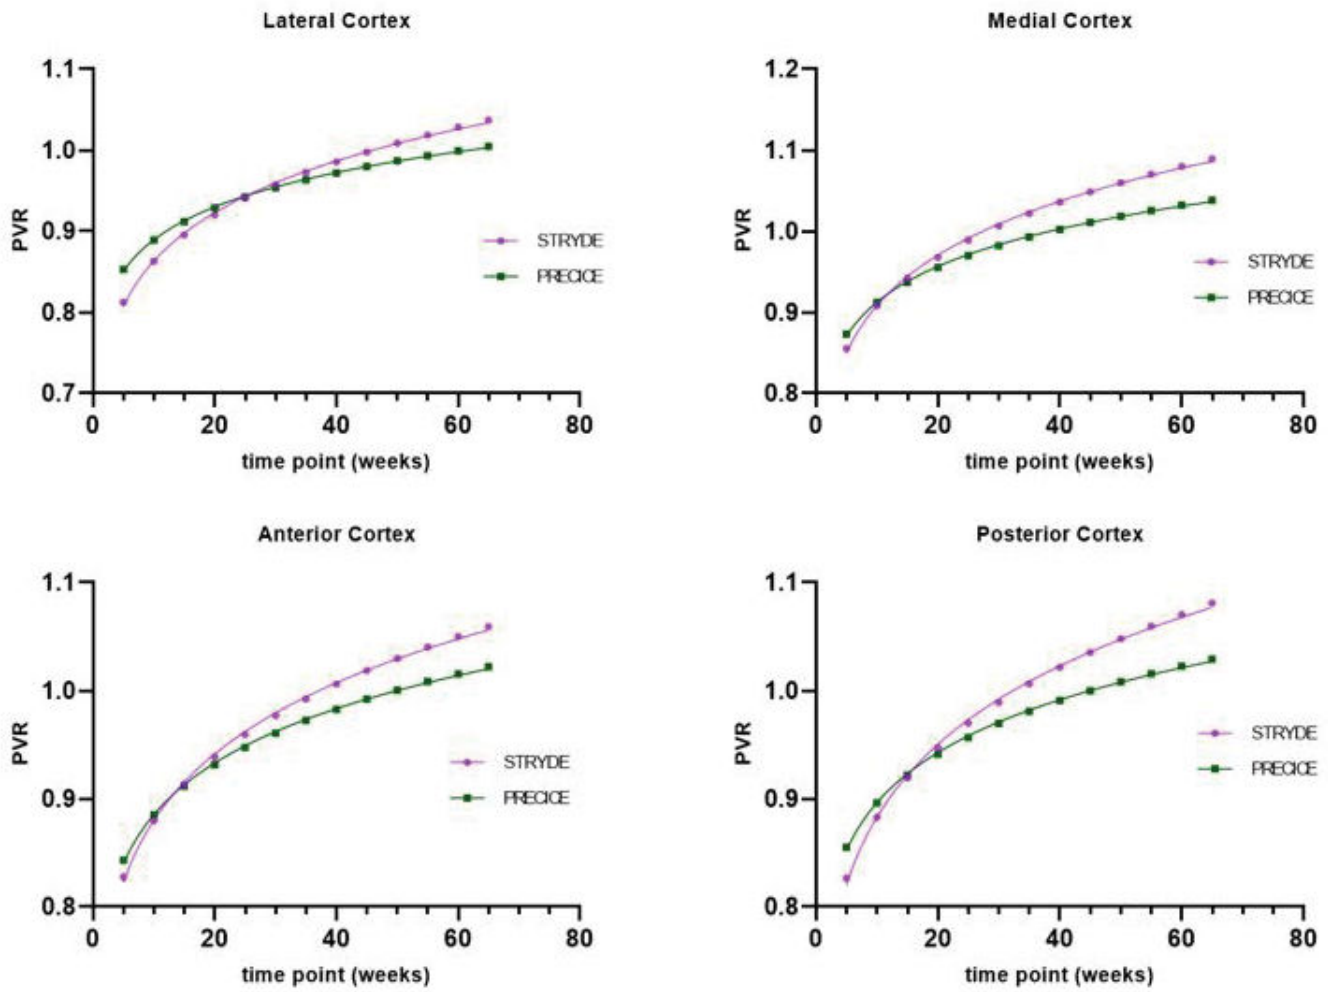 Lateral Cortex
1.1
1.0
0.9
0.8
0.7
PVR
STRYDE
PRECICE
0 20 40 60 80
time point (weeks)
Medial Cortex
1.2
1.1
1.0
0.9
0.8
PVR
STRYDE
PRECICE
0 20 40 60 80
time point (weeks)
Anterior Cortex
1.1
1.0
0.9
0.8
PVR
STRYDE
PRECICE
0 20 40 60 80
time point (weeks)
Posterior Cortex
1.1
1.0
0.9
0.8
PVR
STRYDE
PRECICE
0 20 40 60 80
time point (weeks)